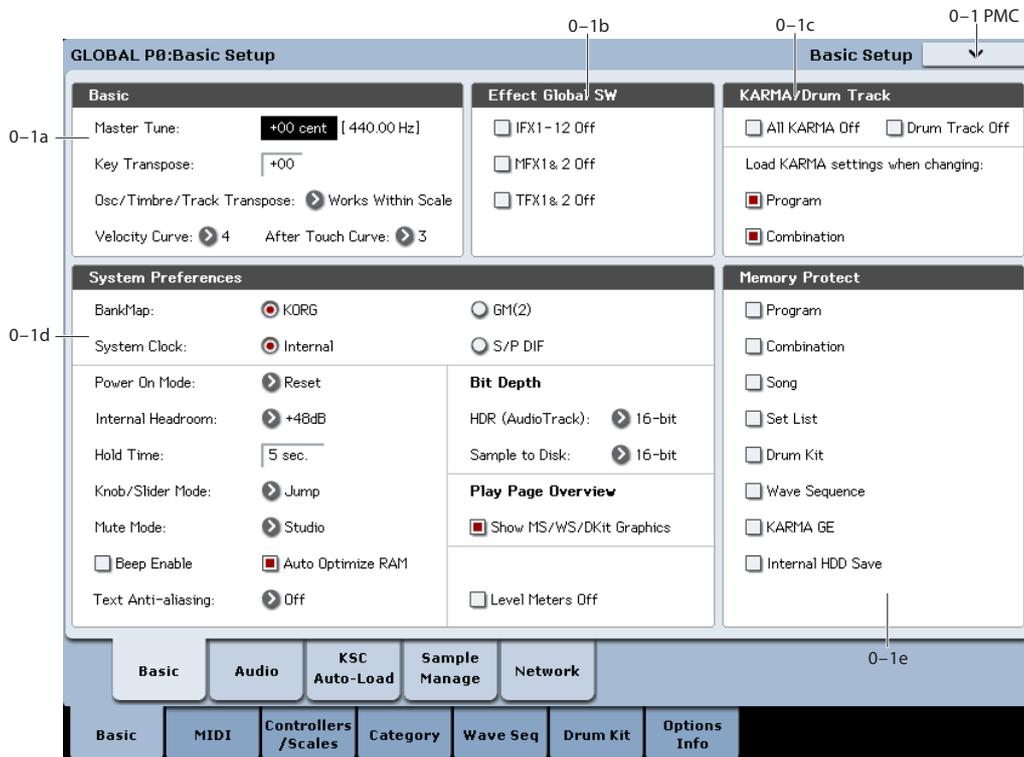 0–1b
0–1c
0–1 PMC
GLOBAL P0:Basic Setup
Basic Setup
0–1a
Basic
Master Tune: +00 cent [ 440.00 Hz]
Key Transpose: +00
Osc/Timbre/Track Transpose: Works Within Scale
Velocity Curve: 4 After Touch Curve: 3
Effect Global SW
IFX1-12 Off
MFX1& 2 Off
TFX1& 2 Off
KARMA/Drum Track
All KARMA Off Drum Track Off
Load KARMA settings when changing:
Program
Combination
0–1d
System Preferences
BankMap: KORG GM(2)
System Clock: Internal S/P DIF
Power On Mode: Reset
Internal Headroom: +48dB
Hold Time: 5 sec.
Knob/Slider Mode: Jump
Mute Mode: Studio
Beep Enable Auto Optimize RAM
Text Anti-aliasing: Off
Bit Depth
HDR (AudioTrack): 16-bit
Sample to Disk: 16-bit
Play Page Overview
Show MS/WS/DKit Graphics
Level Meters Off
Memory Protect
Program
Combination
Song
Set List
Drum Kit
Wave Sequence
KARMA GE
Internal HDD Save
0–1e
Basic
Audio
KSC
Auto-Load
Sample
Manage
Network
Basic
MIDI
Controllers
/Scales
Category
Wave Seq
Drum Kit
Options
Info